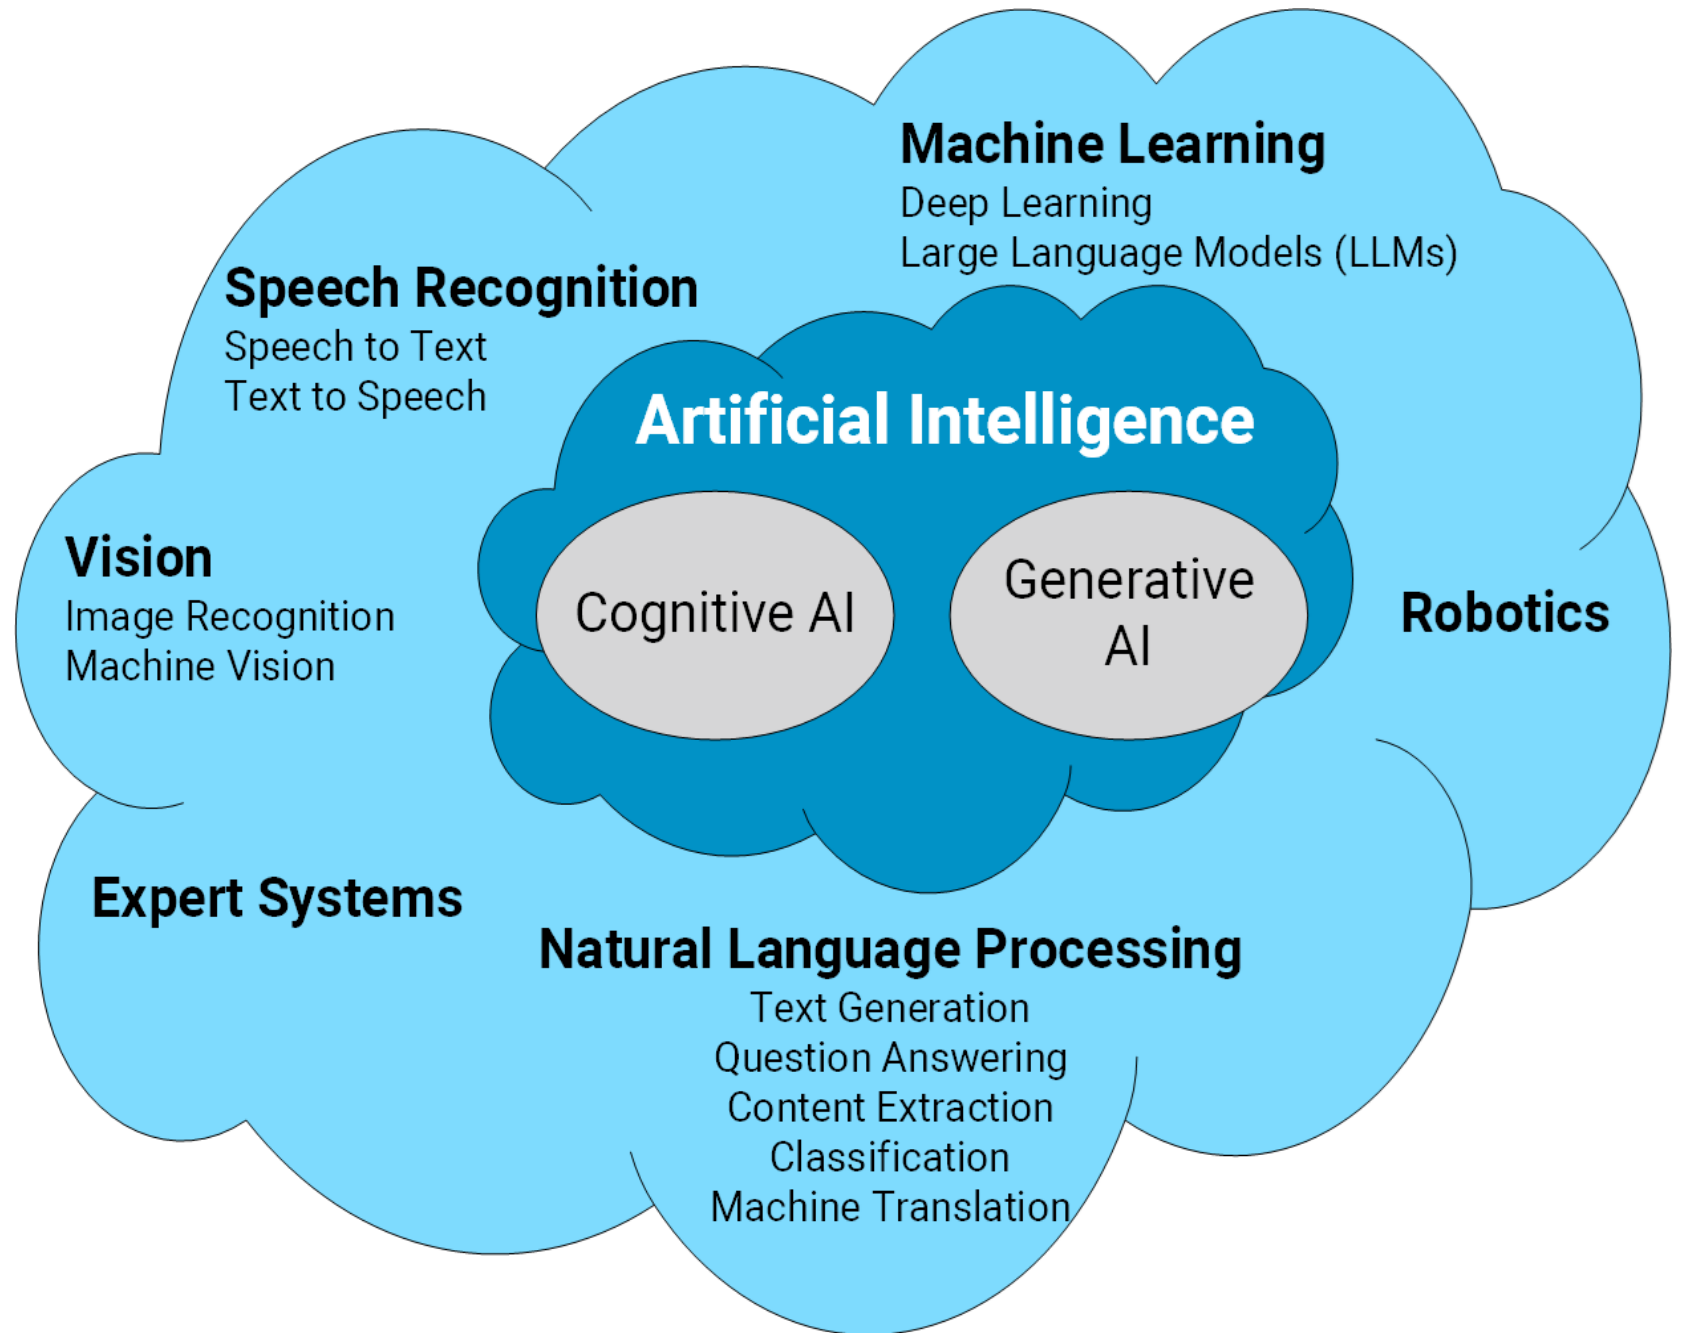 Machine Learning
Deep Learning
Large Language Models (LLMs)
Speech Recognition
Speech to Text
Text to Speech
Artificial Intelligence
Cognitive AI
Generative
AI
Vision
Image Recognition
Machine Vision
Robotics
Expert Systems
Natural Language Processing
Text Generation
Question Answering
Content Extraction
Classification
Machine Translation